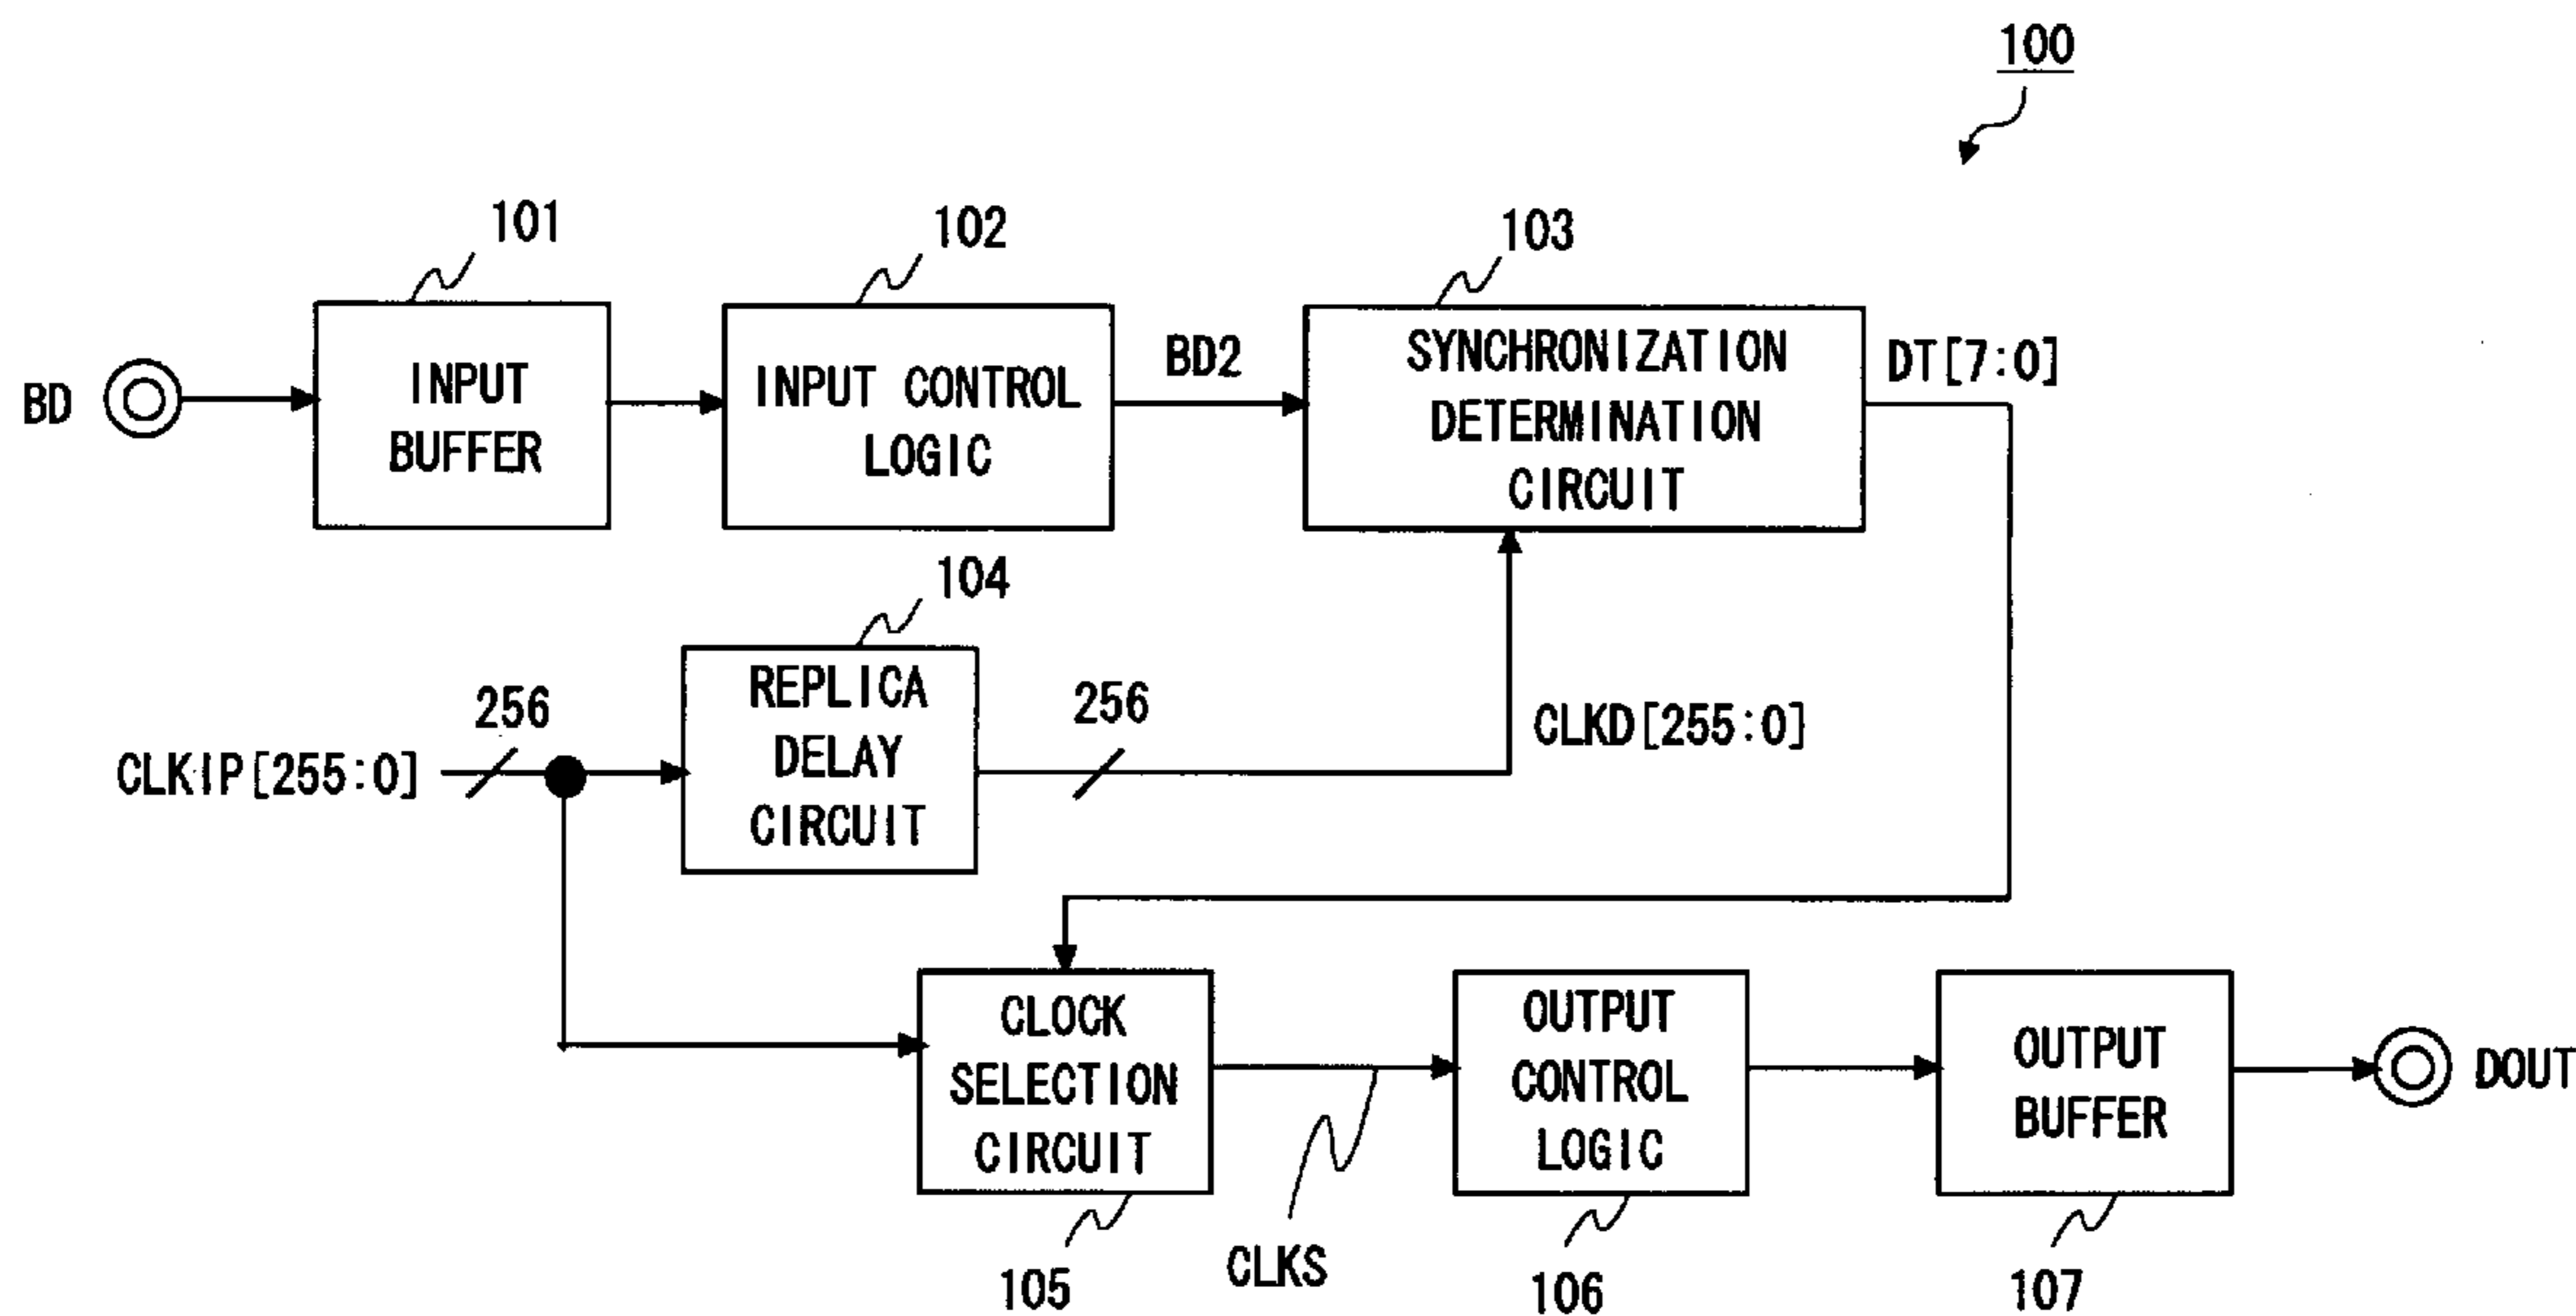 100
101
102
103
BD
INPUT
BUFFER
INPUT CONTROL
LOGIC
BD2
SYNCHRONIZATION
DETERMINATION
CIRCUIT
DT[7:0]
104
CLKIP[255:0]
256
REPLICA
DELAY
CIRCUIT
256
CLKD[255:0]
CLOCK
SELECTION
CIRCUIT
OUTPUT
CONTROL
LOGIC
OUTPUT
BUFFER
DOUT
105
CLKS
106
107